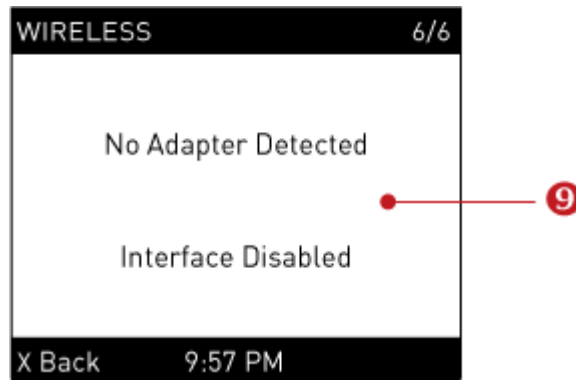 WIRELESS 6/6
No Adapter Detected
9
Interface Disabled
X Back 9:57 PM